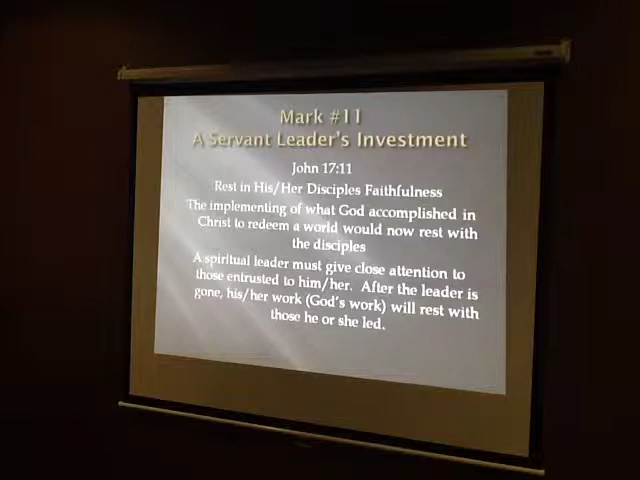 Mark #11
A Servant Leader's Investment
John 17:11
Rest in His/Her Disciples Faithfulness
The implementing of what God accomplished in
Christ to redeem a world would now rest with
the disciples
A spiritual leader must give close attention to
those entrusted to him/her. After the leader is
gone, his/her work (God's work) will rest with
those he or she led.